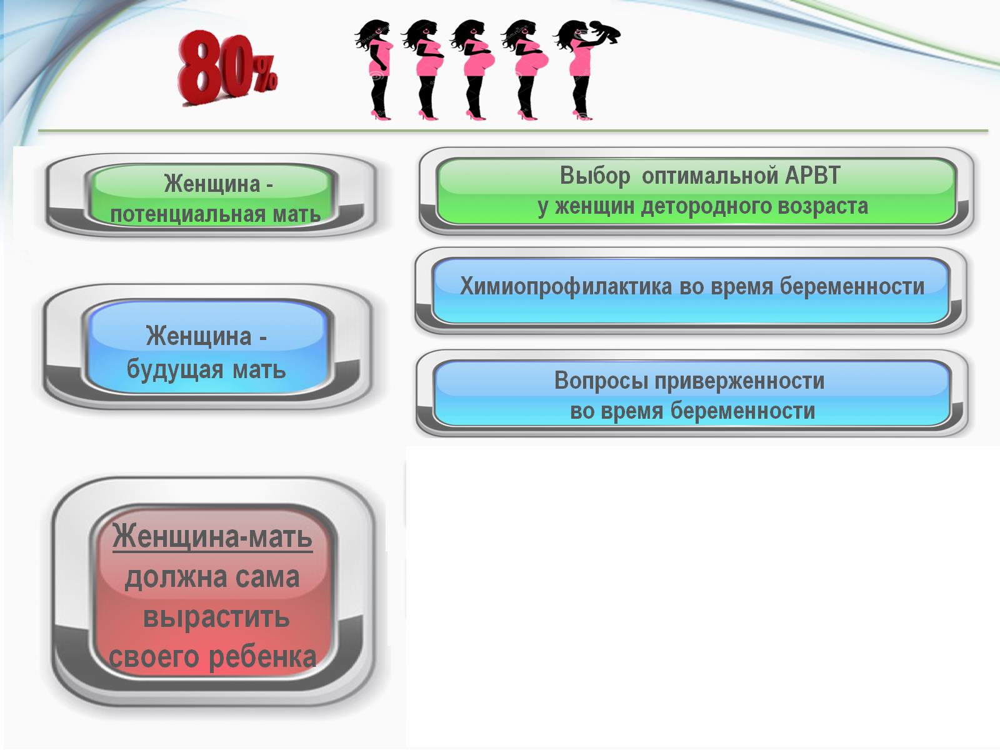 80%
Женщина -
потенциальная мать
Выбор оптимальной АРВТ
у женщин детородного возраста
Химиопрофилактика во время беременности
Женщина -
будущая мать
Вопросы приверженности
во время беременности
Женщина-мать
должна сама
вырастить
своего ребенка